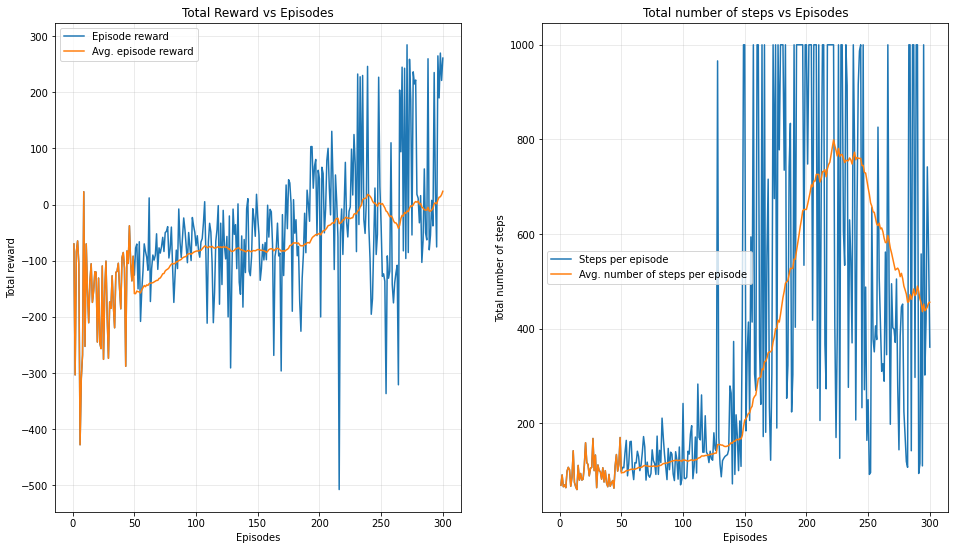 Total Reward vs Episodes
Episode reward
Avg. episode reward
300
200
100
0
−100
−200
−300
−400
−500
Total reward
0
50
100
150
200
250
300
Episodes
Total number of steps vs Episodes
Steps per episode
Avg. number of steps per episode
1000
800
600
400
200
Total number of steps
0
50
100
150
200
250
300
Episodes